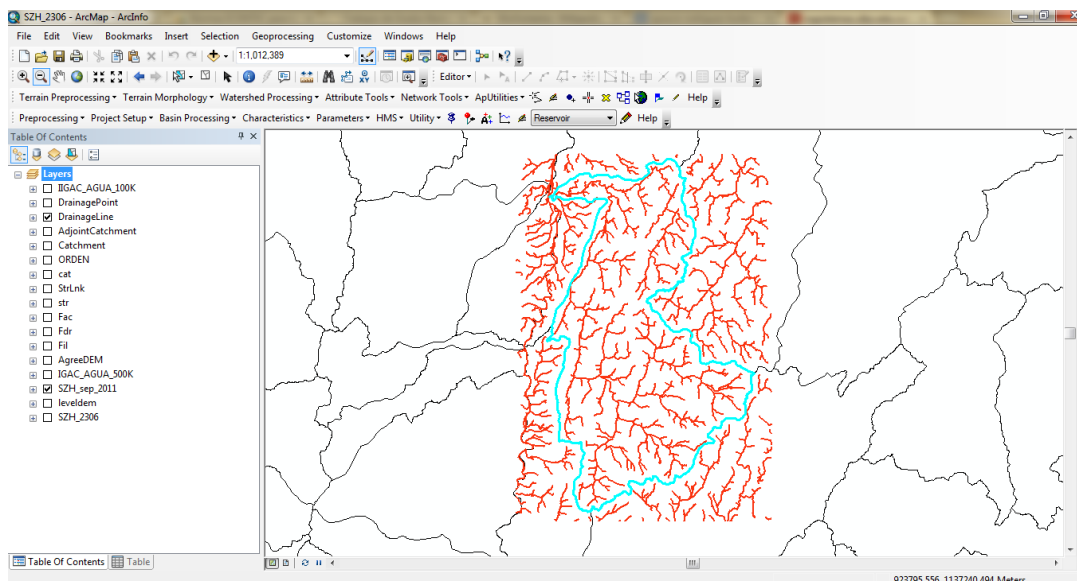 SZH_2306 - ArcMap - ArcInfo
File Edit View Bookmarks Insert Selection Geoprocessing Customize Windows Help
1:1,012,389
Editor
Terrain Preprocessing Terrain Morphology Watershed Processing Attribute Tools Network Tools ApUtilities Help
Preprocessing Project Setup Basin Processing Characteristics Parameters HMS Utility Reservoir Help
Table Of Contents
Layers
IIGAC_AGUA_100K
DrainagePoint
DrainageLine
AdjointCatchment
Catchment
ORDEN
cat
StrLnk
str
Fac
Fdr
Fil
AgreeDEM
IGAC_AGUA_500K
SZH_sep_2011
leveldem
SZH_2306
Table Of Contents Table
923795,556 1137240,494 Meters